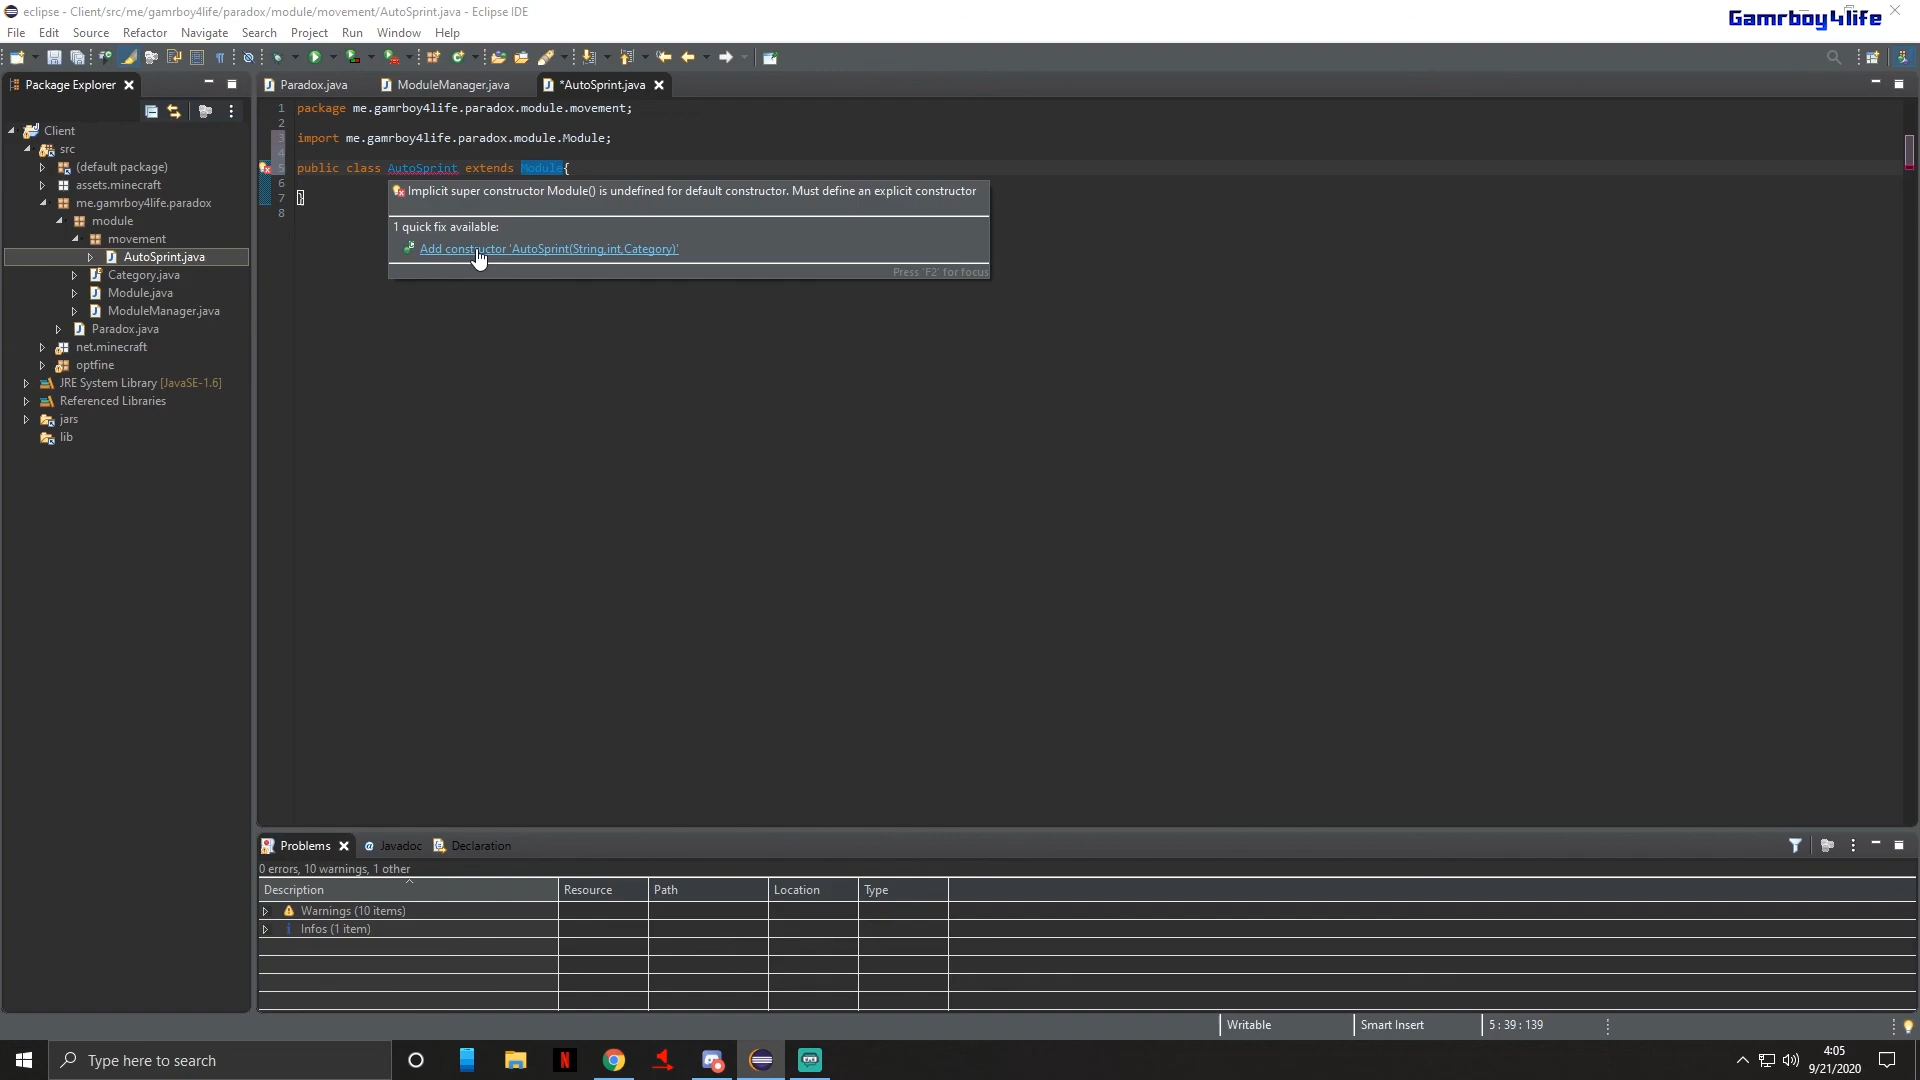 eclipse - Client/src/me/gamrboy4life/paradox/module/movement/AutoSprint.java - Eclipse IDE
Gamrboy4life
File Edit Source Refactor Navigate Search Project Run Window Help
Package Explorer
Paradox.java ModuleManager.java *AutoSprint.java
Client
src
(default package)
assets.minecraft
me.gamrboy4life.paradox
module
movement
AutoSprint.java
Category.java
Module.java
ModuleManager.java
Paradox.java
net.minecraft
optfine
JRE System Library [JavaSE-1.6]
Referenced Libraries
jars
lib
1 package me.gamrboy4life.paradox.module.movement;
2
3 import me.gamrboy4life.paradox.module.Module;
4
5 public class AutoSprint extends Module{
6
7 }
8
Implicit super constructor Module() is undefined for default constructor. Must define an explicit constructor
1 quick fix available:
Add constructor 'AutoSprint(String,int,Category)'
Press 'F2' for focus
Problems @ Javadoc Declaration
0 errors, 10 warnings, 1 other
Description Resource Path Location Type
Warnings (10 items)
Infos (1 item)
Writable Smart Insert 5 : 39 : 139
Type here to search
4:05
9/21/2020